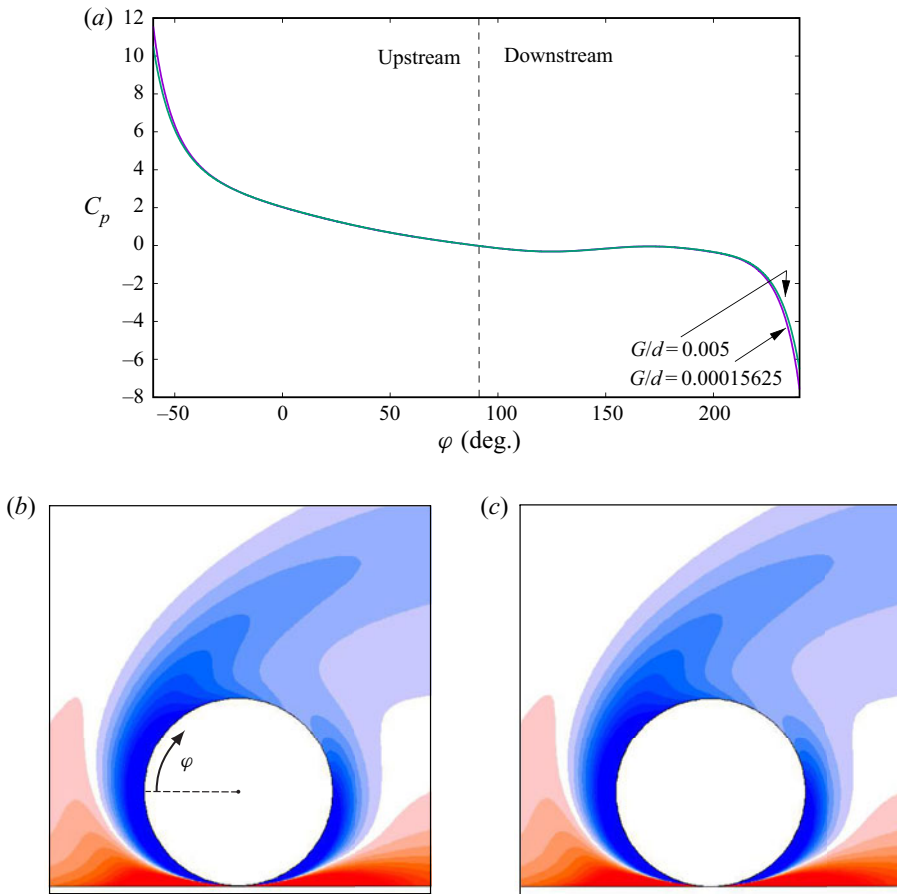 (a)
12
10
8
6
4
2
0
–2
–4
–6
–8
Cp
Upstream
Downstream
G/d = 0.005
G/d = 0.00015625
–50
0
50
100
150
200
φ (deg.)
(b)
φ
(c)